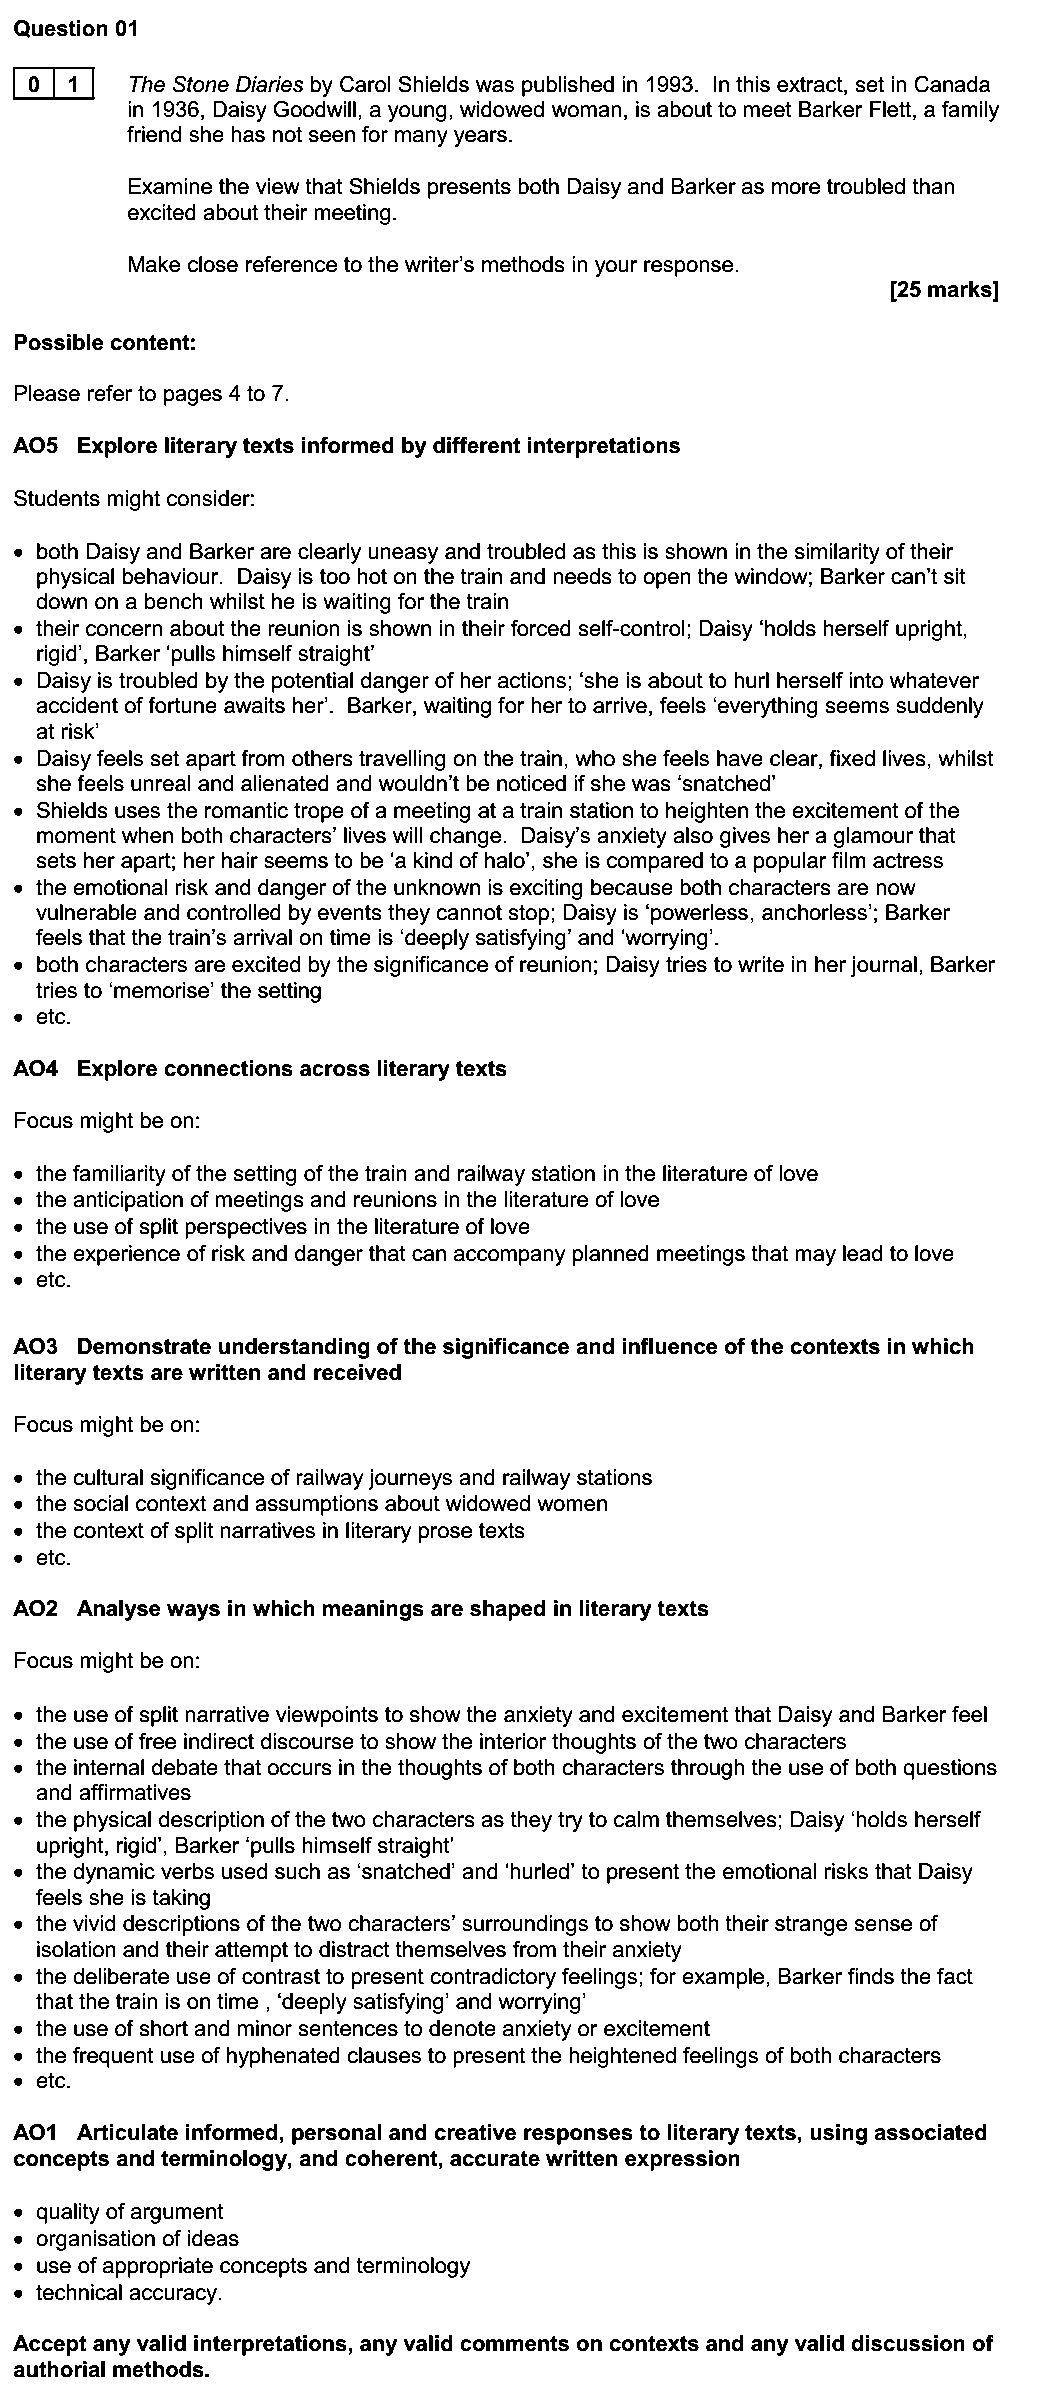 Question 01
0 1 The Stone Diaries by Carol Shields was published in 1993. In this extract, set in Canada
in 1936, Daisy Goodwill, a young, widowed woman, is about to meet Barker Flett, a family
friend she has not seen for many years.
Examine the view that Shields presents both Daisy and Barker as more troubled than
excited about their meeting.
Make close reference to the writer’s methods in your response.
[25 marks]
Possible content:
Please refer to pages 4 to 7.
AO5 Explore literary texts informed by different interpretations
Students might consider:
• both Daisy and Barker are clearly uneasy and troubled as this is shown in the similarity of their
physical behaviour. Daisy is too hot on the train and needs to open the window; Barker can’t sit
down on a bench whilst he is waiting for the train
• their concern about the reunion is shown in their forced self-control; Daisy ‘holds herself upright,
rigid’, Barker ‘pulls himself straight’
• Daisy is troubled by the potential danger of her actions; ‘she is about to hurl herself into whatever
accident of fortune awaits her’. Barker, waiting for her to arrive, feels ‘everything seems suddenly
at risk’
• Daisy feels set apart from others travelling on the train, who she feels have clear, fixed lives, whilst
she feels unreal and alienated and wouldn’t be noticed if she was ‘snatched’
• Shields uses the romantic trope of a meeting at a train station to heighten the excitement of the
moment when both characters’ lives will change. Daisy’s anxiety also gives her a glamour that
sets her apart; her hair seems to be ‘a kind of halo’, she is compared to a popular film actress
• the emotional risk and danger of the unknown is exciting because both characters are now
vulnerable and controlled by events they cannot stop; Daisy is ‘powerless, anchorless’; Barker
feels that the train’s arrival on time is ‘deeply satisfying’ and ‘worrying’.
• both characters are excited by the significance of reunion; Daisy tries to write in her journal, Barker
tries to ‘memorise’ the setting
• etc.
AO4 Explore connections across literary texts
Focus might be on:
• the familiarity of the setting of the train and railway station in the literature of love
• the anticipation of meetings and reunions in the literature of love
• the use of split perspectives in the literature of love
• the experience of risk and danger that can accompany planned meetings that may lead to love
• etc.
AO3 Demonstrate understanding of the significance and influence of the contexts in which
literary texts are written and received
Focus might be on:
• the cultural significance of railway journeys and railway stations
• the social context and assumptions about widowed women
• the context of split narratives in literary prose texts
• etc.
AO2 Analyse ways in which meanings are shaped in literary texts
Focus might be on:
• the use of split narrative viewpoints to show the anxiety and excitement that Daisy and Barker feel
• the use of free indirect discourse to show the interior thoughts of the two characters
• the internal debate that occurs in the thoughts of both characters through the use of both questions
and affirmatives
• the physical description of the two characters as they try to calm themselves; Daisy ‘holds herself
upright, rigid’, Barker ‘pulls himself straight’
• the dynamic verbs used such as ‘snatched’ and ‘hurled’ to present the emotional risks that Daisy
feels she is taking
• the vivid descriptions of the two characters’ surroundings to show both their strange sense of
isolation and their attempt to distract themselves from their anxiety
• the deliberate use of contrast to present contradictory feelings; for example, Barker finds the fact
that the train is on time , ‘deeply satisfying’ and worrying’
• the use of short and minor sentences to denote anxiety or excitement
• the frequent use of hyphenated clauses to present the heightened feelings of both characters
• etc.
AO1 Articulate informed, personal and creative responses to literary texts, using associated
concepts and terminology, and coherent, accurate written expression
• quality of argument
• organisation of ideas
• use of appropriate concepts and terminology
• technical accuracy.
Accept any valid interpretations, any valid comments on contexts and any valid discussion of
authorial methods.